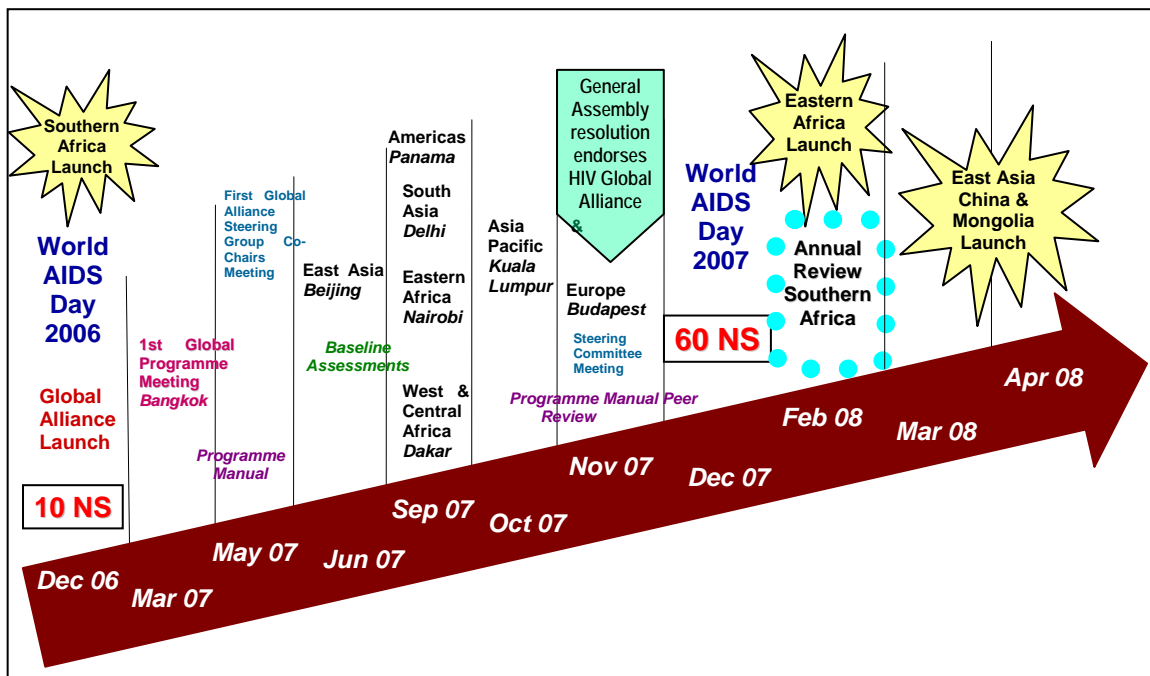 Southern
Africa
Launch
World
AIDS
Day
2006
Global
Alliance
Launch
10 NS
1st Global
Programme
Meeting
Bangkok
Programme
Manual
First Global
Alliance
Steering
Group Co-
Chairs
Meeting
East Asia
Beijing
Baseline
Assessments
Americas
Panama
South
Asia
Delhi
Eastern
Africa
Nairobi
West &
Central
Africa
Dakar
Asia &
Pacific
Kuala
Lumpur
General
Assembly
resolution
endorses
HIV Global
Alliance
Europe
Budapest
Steering
Committee
Meeting
Programme Manual Peer
Review
World
AIDS
Day
2007
60 NS
Eastern
Africa
Launch
Annual
Review
Southern
Africa
East Asia
China &
Mongolia
Launch
Dec 06
Mar 07
May 07
Jun 07
Sep 07
Oct 07
Nov 07
Dec 07
Feb 08
Mar 08
Apr 08